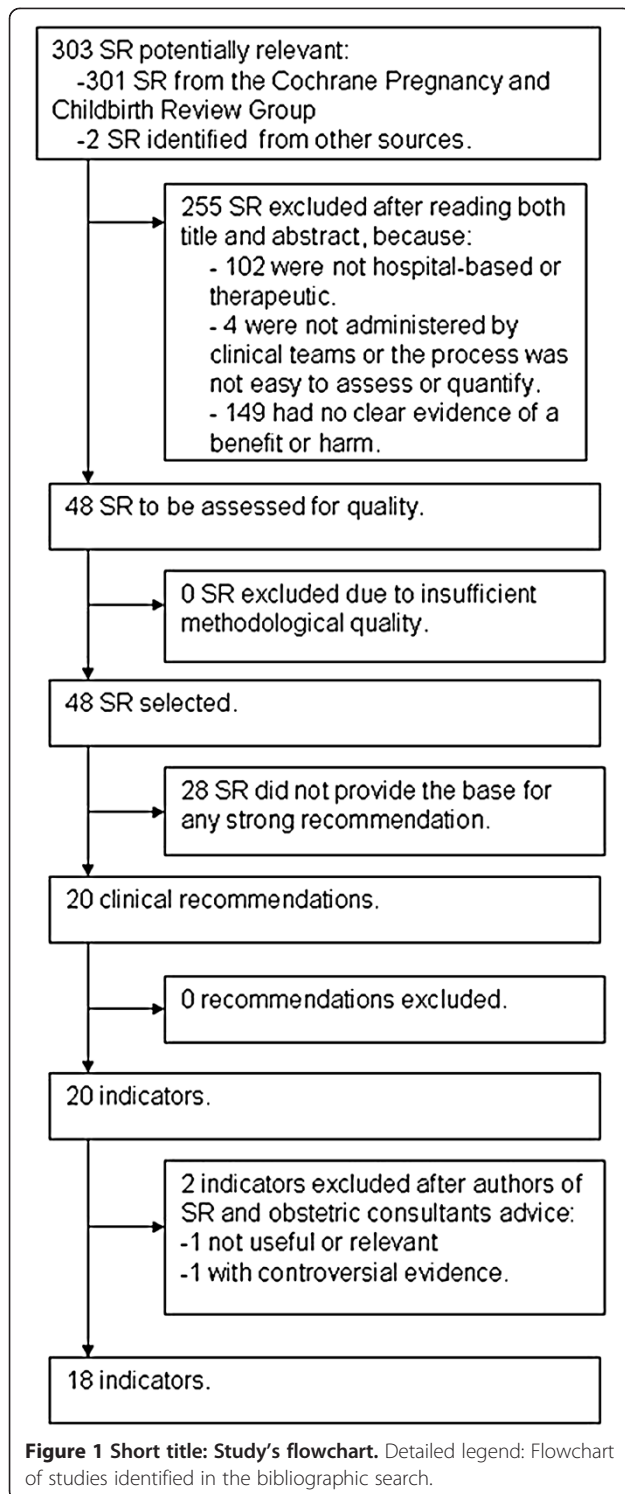 303 SR potentially relevant:
-301 SR from the Cochrane Pregnancy and
Childbirth Review Group
-2 SR identified from other sources.
255 SR excluded after reading both
title and abstract, because:
- 102 were not hospital-based or
therapeutic.
- 4 were not administered by
clinical teams or the process was
not easy to assess or quantify.
- 149 had no clear evidence of a
benefit or harm.
48 SR to be assessed for quality.
0 SR excluded due to insufficient
methodological quality.
48 SR selected.
28 SR did not provide the base for
any strong recommendation.
20 clinical recommendations.
0 recommendations excluded.
20 indicators.
2 indicators excluded after authors of
SR and obstetric consultants advice:
-1 not useful or relevant
-1 with controversial evidence.
18 indicators.
Figure 1 Short title: Study’s flowchart. Detailed legend: Flowchart
of studies identified in the bibliographic search.